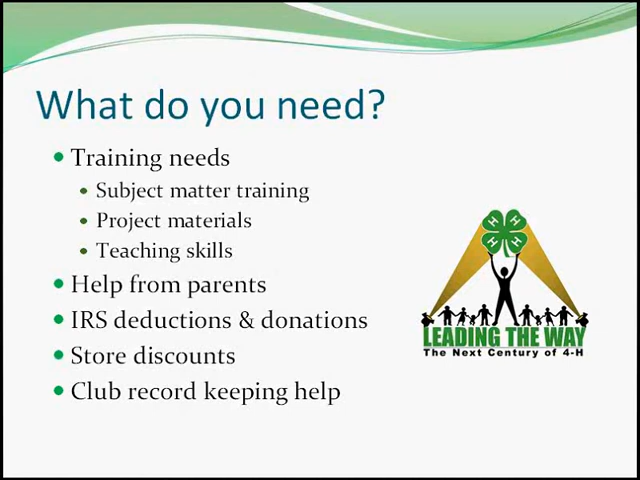 What do you need?
Training needs
Subject matter training
Project materials
Teaching skills
Help from parents
IRS deductions & donations
Store discounts
Club record keeping help
H H
H H
LEADING THE WAY
The Next Century of 4-H